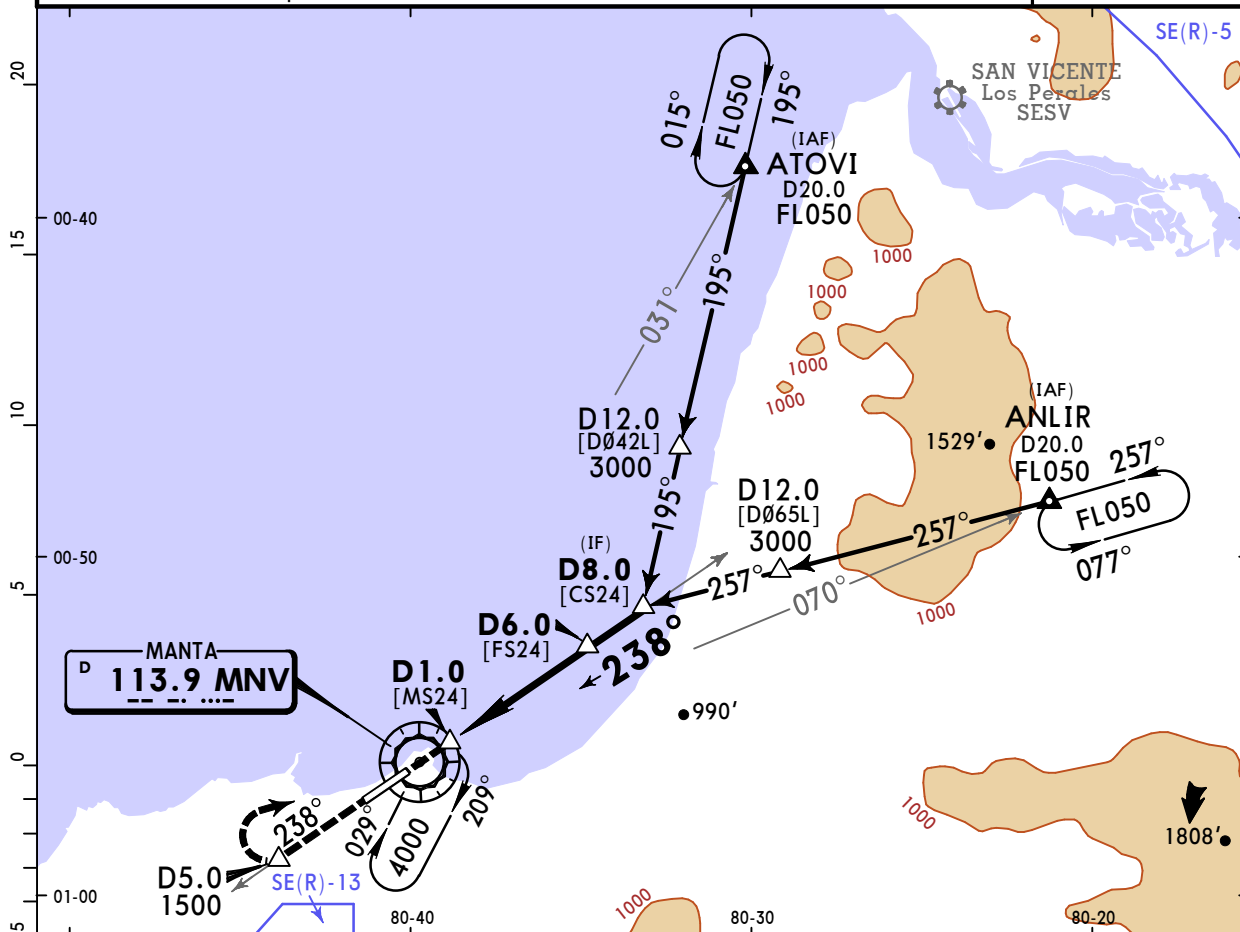 SE(R)-5
20
SAN VICENTE
Los Perales
SESV
015°
FL050
195°
(IAF)
ATOVI
D20.0
FL050
00-40
15
1000
195°
1000
031°
1000
1000
10
D12.0
[DØ42L]
3000
(IAF)
ANLIR
D20.0
FL050
1529'
257°
FL050
077°
195°
D12.0
[DØ65L]
3000
257°
00-50
(IF)
D8.0
[CS24]
257°
070°
5
1000
D6.0
[FS24]
238°
MANTA
D
113.9 MNV
D1.0
[MS24]
990'
0
209°
029°
4000
238°
1000
1808'
D5.0
1500
SE(R)-13
01-00
5
1000
80-40
80-30
80-20